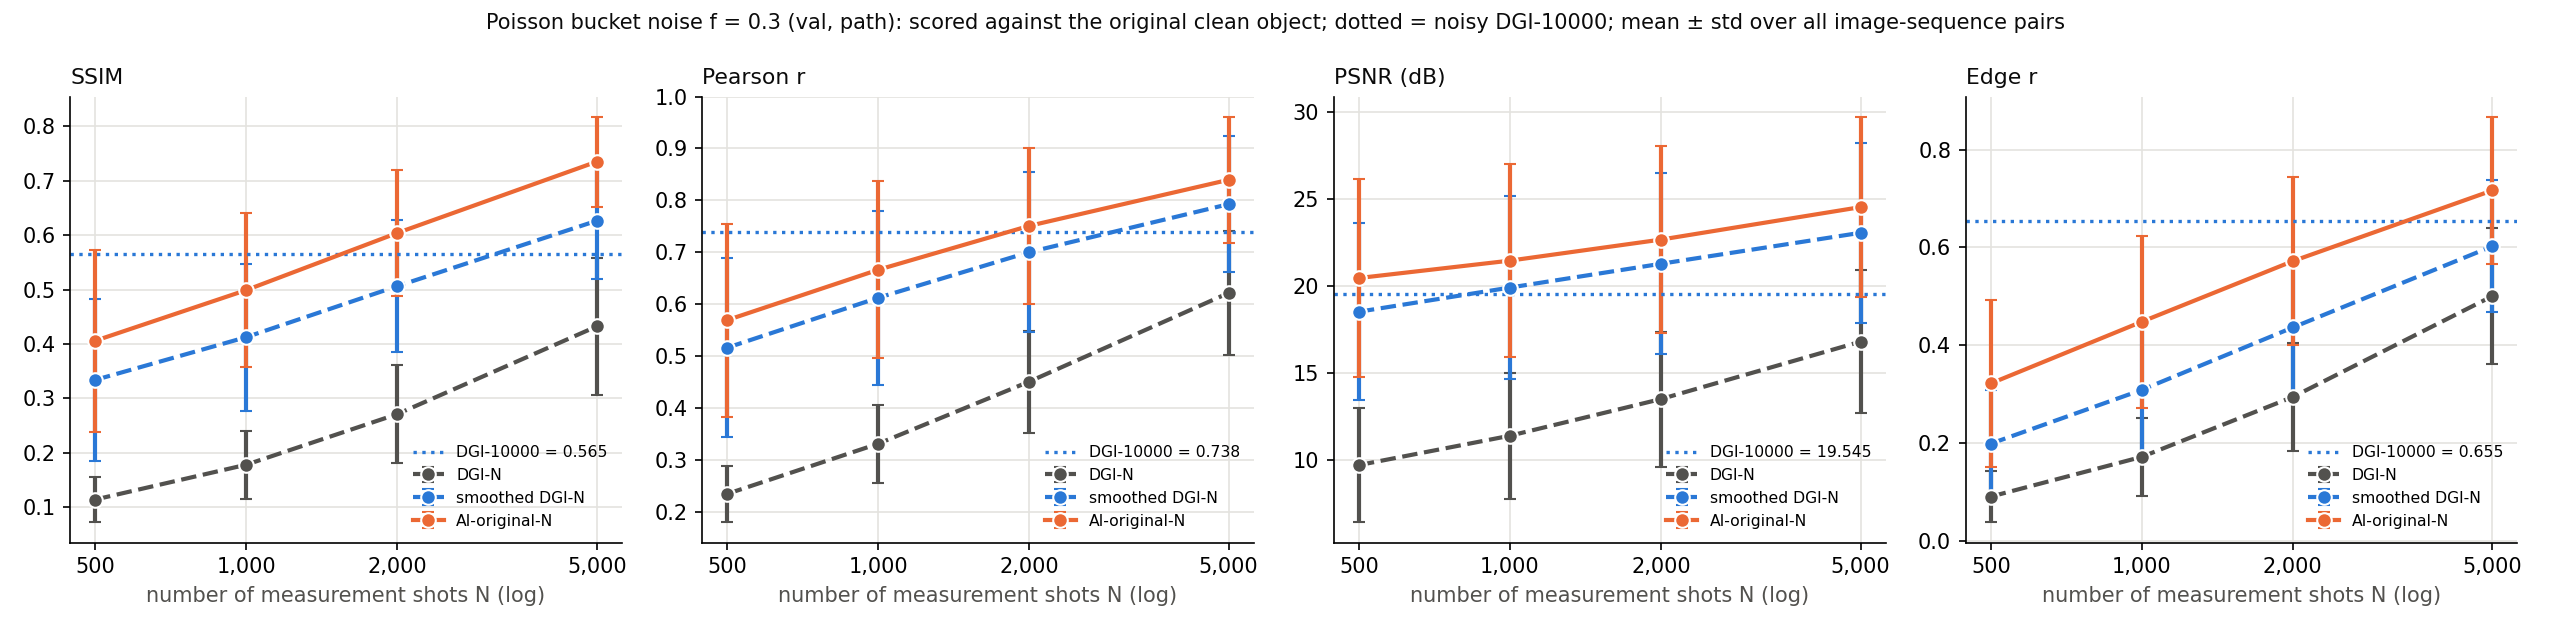 Poisson bucket noise f = 0.3 (val, path): scored against the original clean object; dotted = noisy DGI-10000; mean ± std over all image-sequence pairs
SSIM
0.8
0.7
0.6
0.5
0.4
0.3
0.2
0.1
DGI-10000 = 0.565
DGI-N
smoothed DGI-N
AI-original-N
500
1,000
2,000
5,000
number of measurement shots N (log)
Pearson r
1.0
0.9
0.8
0.7
0.6
0.5
0.4
0.3
0.2
DGI-10000 = 0.738
DGI-N
smoothed DGI-N
AI-original-N
500
1,000
2,000
5,000
number of measurement shots N (log)
PSNR (dB)
30
25
20
15
10
DGI-10000 = 19.545
DGI-N
smoothed DGI-N
AI-original-N
500
1,000
2,000
5,000
number of measurement shots N (log)
Edge r
0.8
0.6
0.4
0.2
0.0
DGI-10000 = 0.655
DGI-N
smoothed DGI-N
AI-original-N
500
1,000
2,000
5,000
number of measurement shots N (log)